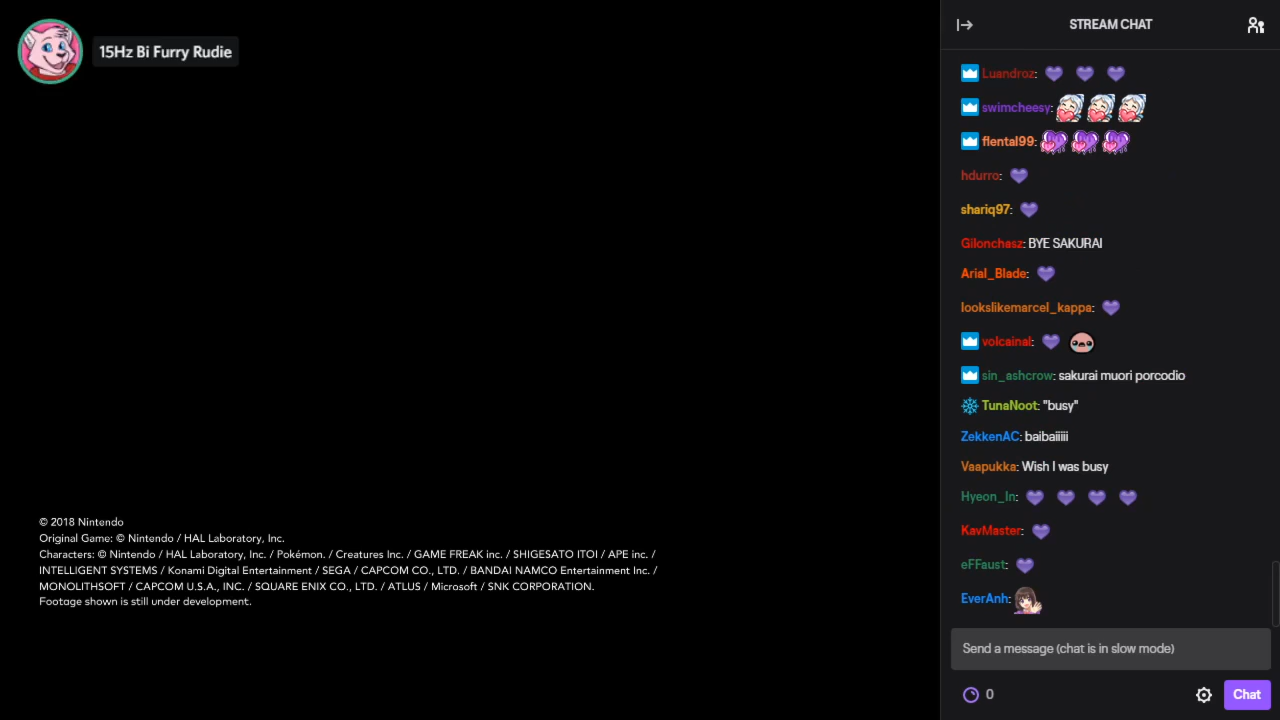 15Hz Bi Furry Rudie
© 2018 Nintendo
Original Game: © Nintendo / HAL Laboratory, Inc.
Characters: © Nintendo / HAL Laboratory, Inc. / Pokémon. / Creatures Inc. / GAME FREAK inc. / SHIGESATO ITOI / APE inc. /
INTELLIGENT SYSTEMS / Konami Digital Entertainment / SEGA / CAPCOM CO., LTD. / BANDAI NAMCO Entertainment Inc. /
MONOLITHSOFT / CAPCOM U.S.A., INC. / SQUARE ENIX CO., LTD. / ATLUS / Microsoft / SNK CORPORATION.
Footage shown is still under development.
STREAM CHAT
Luandroz:
swimcheesy:
flental99:
hdurro:
shariq97:
Gilonchasz: BYE SAKURAI
Arial_Blade:
lookslikemarcel_kappa:
volcainal:
sin_ashcrow: sakurai muori porcodio
TunaNoot: "busy"
ZekkenAC: baibaiiiii
Vaapukka: Wish I was busy
Hyeon_In:
KavMaster:
eFFaust:
EverAnh:
Send a message (chat is in slow mode)
0
Chat